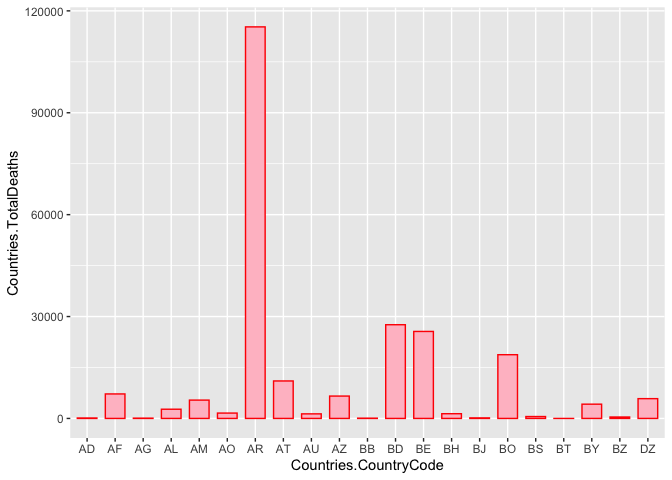 120000
90000
60000
30000
0
Countries.TotalDeaths
AD AF AG AL AM AO AR AT AU AZ BB BD BE BH BJ BO BS BT BY BZ DZ
Countries.CountryCode